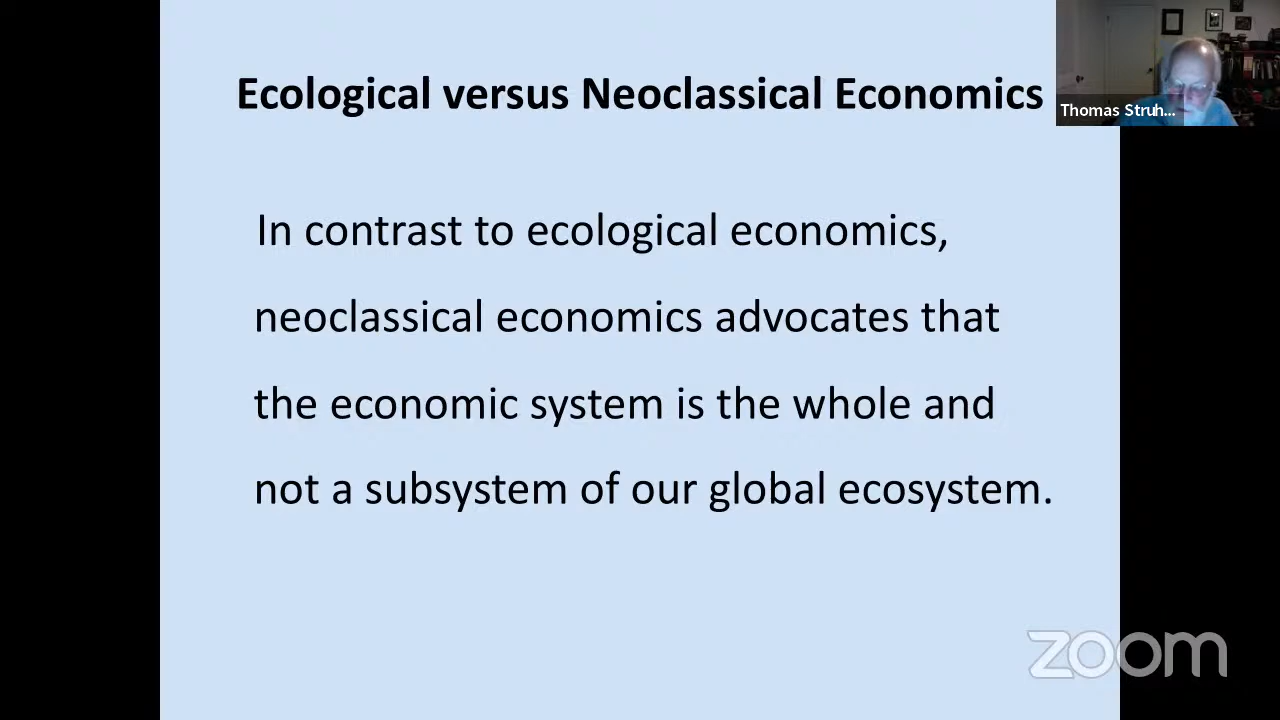 Ecological versus Neoclassical Economics
Thomas Struh...
In contrast to ecological economics,
neoclassical economics advocates that
the economic system is the whole and
not a subsystem of our global ecosystem.
zoom